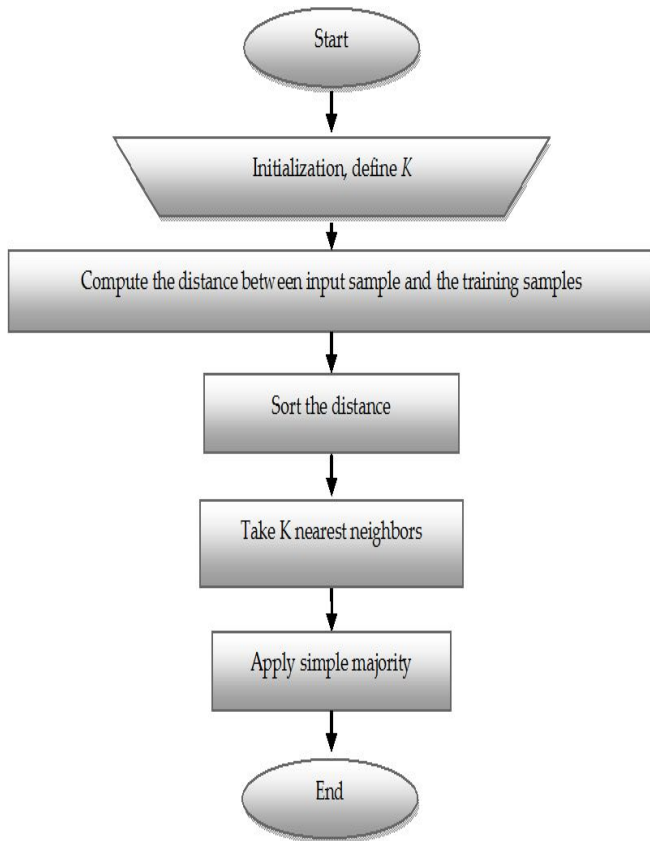 Start
Initialization, define K
Compute the distance between input sample and the training samples
Sort the distance
Take K nearest neighbors
Apply simple majority
End